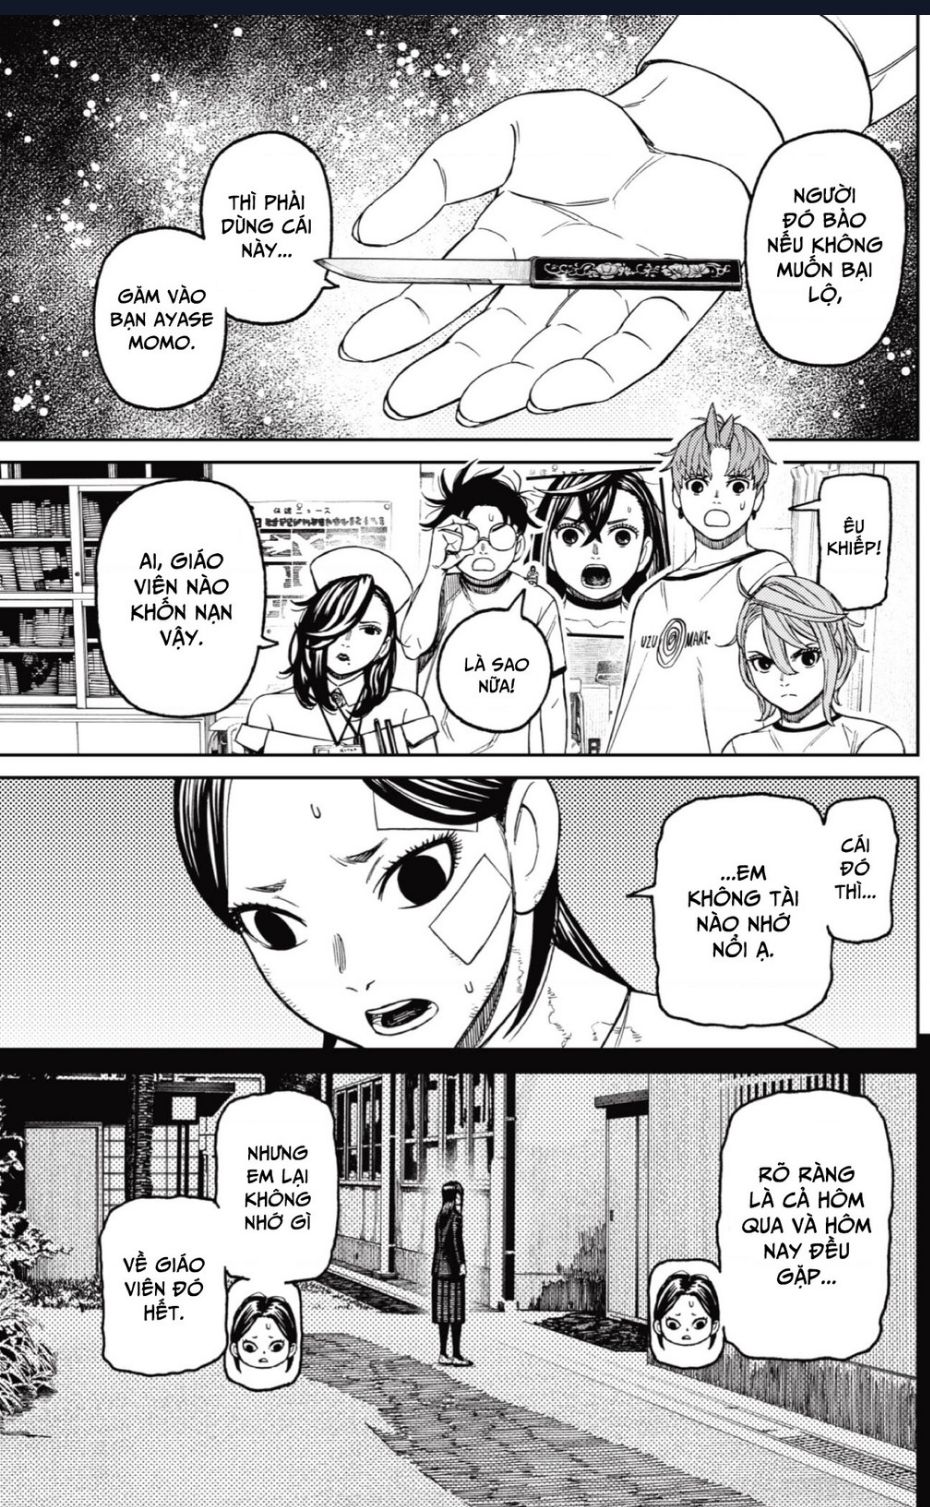 NGƯỜI
ĐÓ BẢO
NẾU KHÔNG
MUỐN BẠI
LỘ,
THÌ PHẢI
DÙNG CÁI
NÀY...
GĂM VÀO
BẠN AYASE
MOMO.
ÊU
KHIẾP!
UZU MAKI
LÀ SAO
NỮA!
AI, GIÁO
VIÊN NÀO
KHỐN NẠN
VẬY.
CÁI
ĐÓ
THÌ...
...EM
KHÔNG TÀI
NÀO NHỚ
NỔI Ạ.
RÕ RÀNG
LÀ CẢ HÔM
QUA VÀ HÔM
NAY ĐỀU
GẶP...
NHƯNG
EM LẠI
KHÔNG
NHỚ GÌ
VỀ GIÁO
VIÊN ĐÓ
HẾT.